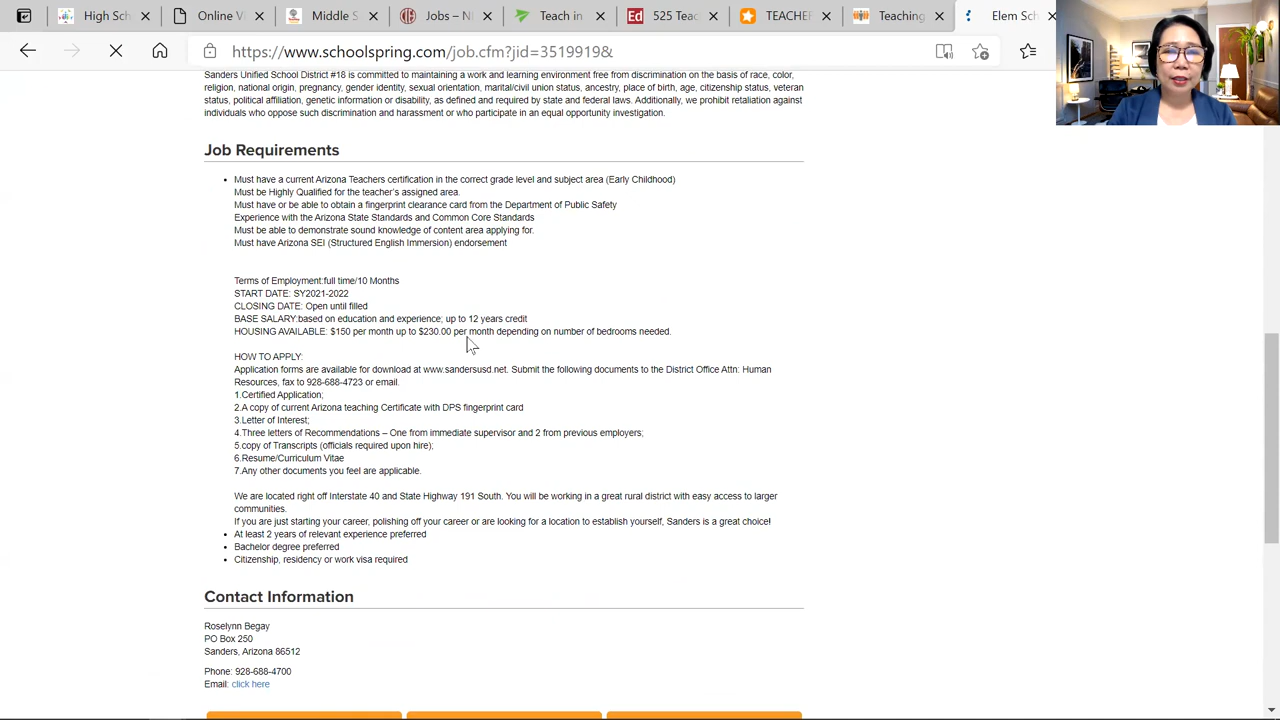 High Sch
Online V
Middle S
Jobs – N
Teach in
525 Teac
TEACHER
Teaching
Elem Sch
https://www.schoolspring.com/job.cfm?jid=3519919&
Sanders Unified School District #18 is committed to maintaining a work and learning environment free from discrimination on the basis of race, color,
religion, national origin, pregnancy, gender identity, sexual orientation, marital/civil union status, ancestry, place of birth, age, citizenship status, veteran
status, political affiliation, genetic information or disability, as defined and required by state and federal laws. Additionally, we prohibit retaliation against
individuals who oppose such discrimination and harassment or who participate in an equal opportunity investigation.
Job Requirements
Must have a current Arizona Teachers certification in the correct grade level and subject area (Early Childhood)
Must be Highly Qualified for the teacher's assigned area.
Must have or be able to obtain a fingerprint clearance card from the Department of Public Safety
Experience with the Arizona State Standards and Common Core Standards
Must be able to demonstrate sound knowledge of content area applying for.
Must have Arizona SEI (Structured English Immersion) endorsement
Terms of Employment:full time/10 Months
START DATE: SY2021-2022
CLOSING DATE: Open until filled
BASE SALARY:based on education and experience; up to 12 years credit
HOUSING AVAILABLE: $150 per month up to $230.00 per month depending on number of bedrooms needed.
HOW TO APPLY:
Application forms are available for download at www.sandersusd.net. Submit the following documents to the District Office Attn: Human
Resources, fax to 928-688-4723 or email.
1.Certified Application;
2.A copy of current Arizona teaching Certificate with DPS fingerprint card
3.Letter of Interest;
4.Three letters of Recommendations – One from immediate supervisor and 2 from previous employers;
5.copy of Transcripts (officials required upon hire);
6.Resume/Curriculum Vitae
7.Any other documents you feel are applicable.
We are located right off Interstate 40 and State Highway 191 South. You will be working in a great rural district with easy access to larger
communities.
If you are just starting your career, polishing off your career or are looking for a location to establish yourself, Sanders is a great choice!
At least 2 years of relevant experience preferred
Bachelor degree preferred
Citizenship, residency or work visa required
Contact Information
Roselynn Begay
PO Box 250
Sanders, Arizona 86512
Phone: 928-688-4700
Email: click here